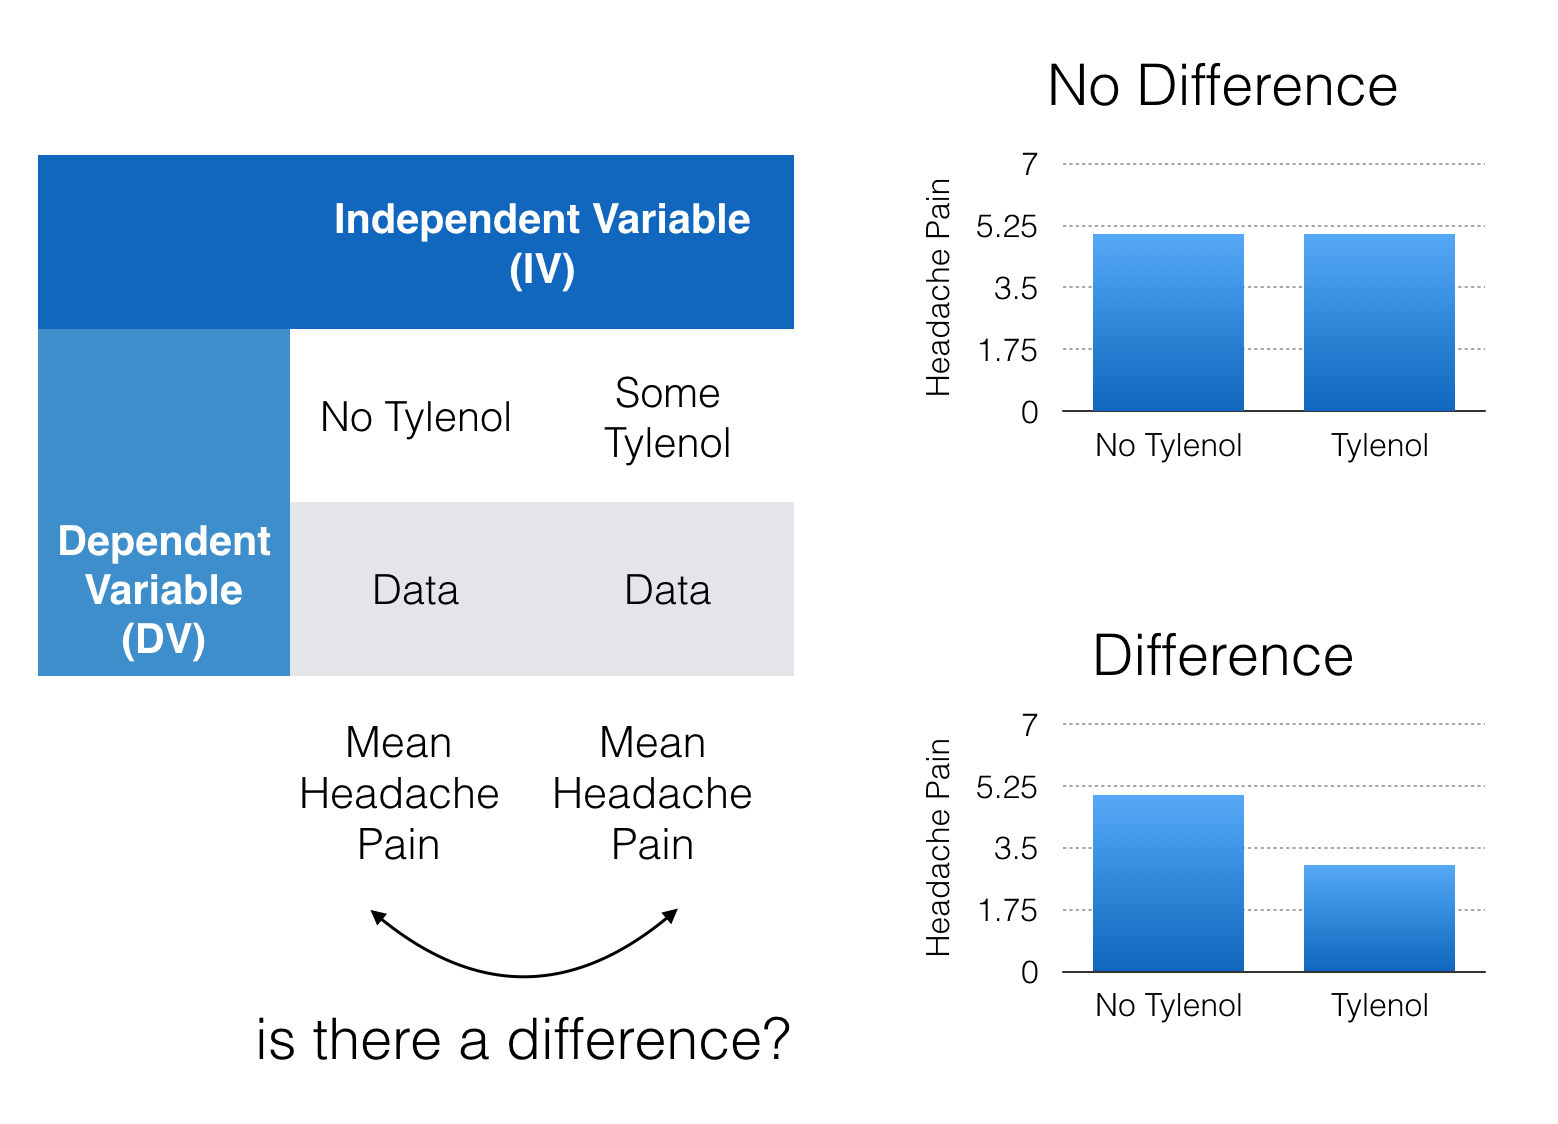 Independent Variable
(IV)
No Tylenol
Some
Tylenol
Dependent
Variable
(DV)
Data
Data
Mean
Headache
Pain
Mean
Headache
Pain
is there a difference?
No Difference
Headache Pain
7
5.25
3.5
1.75
0
No Tylenol
Tylenol
Difference
Headache Pain
7
5.25
3.5
1.75
0
No Tylenol
Tylenol